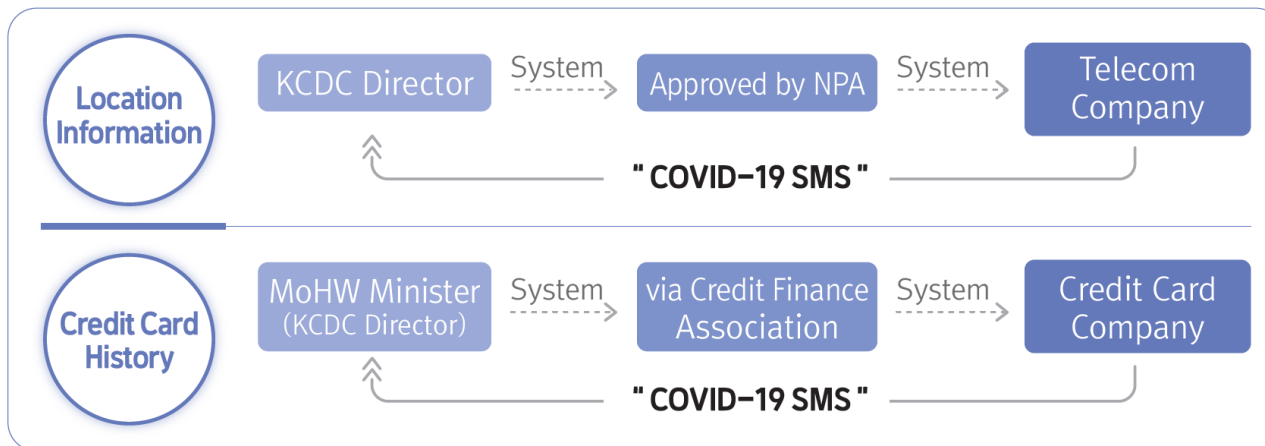 Location
Information
KCDC Director
System
Approved by NPA
System
Telecom
Company
" COVID-19 SMS "
Credit Card
History
MoHW Minister
(KCDC Director)
System
via Credit Finance
Association
System
Credit Card
Company
" COVID-19 SMS "